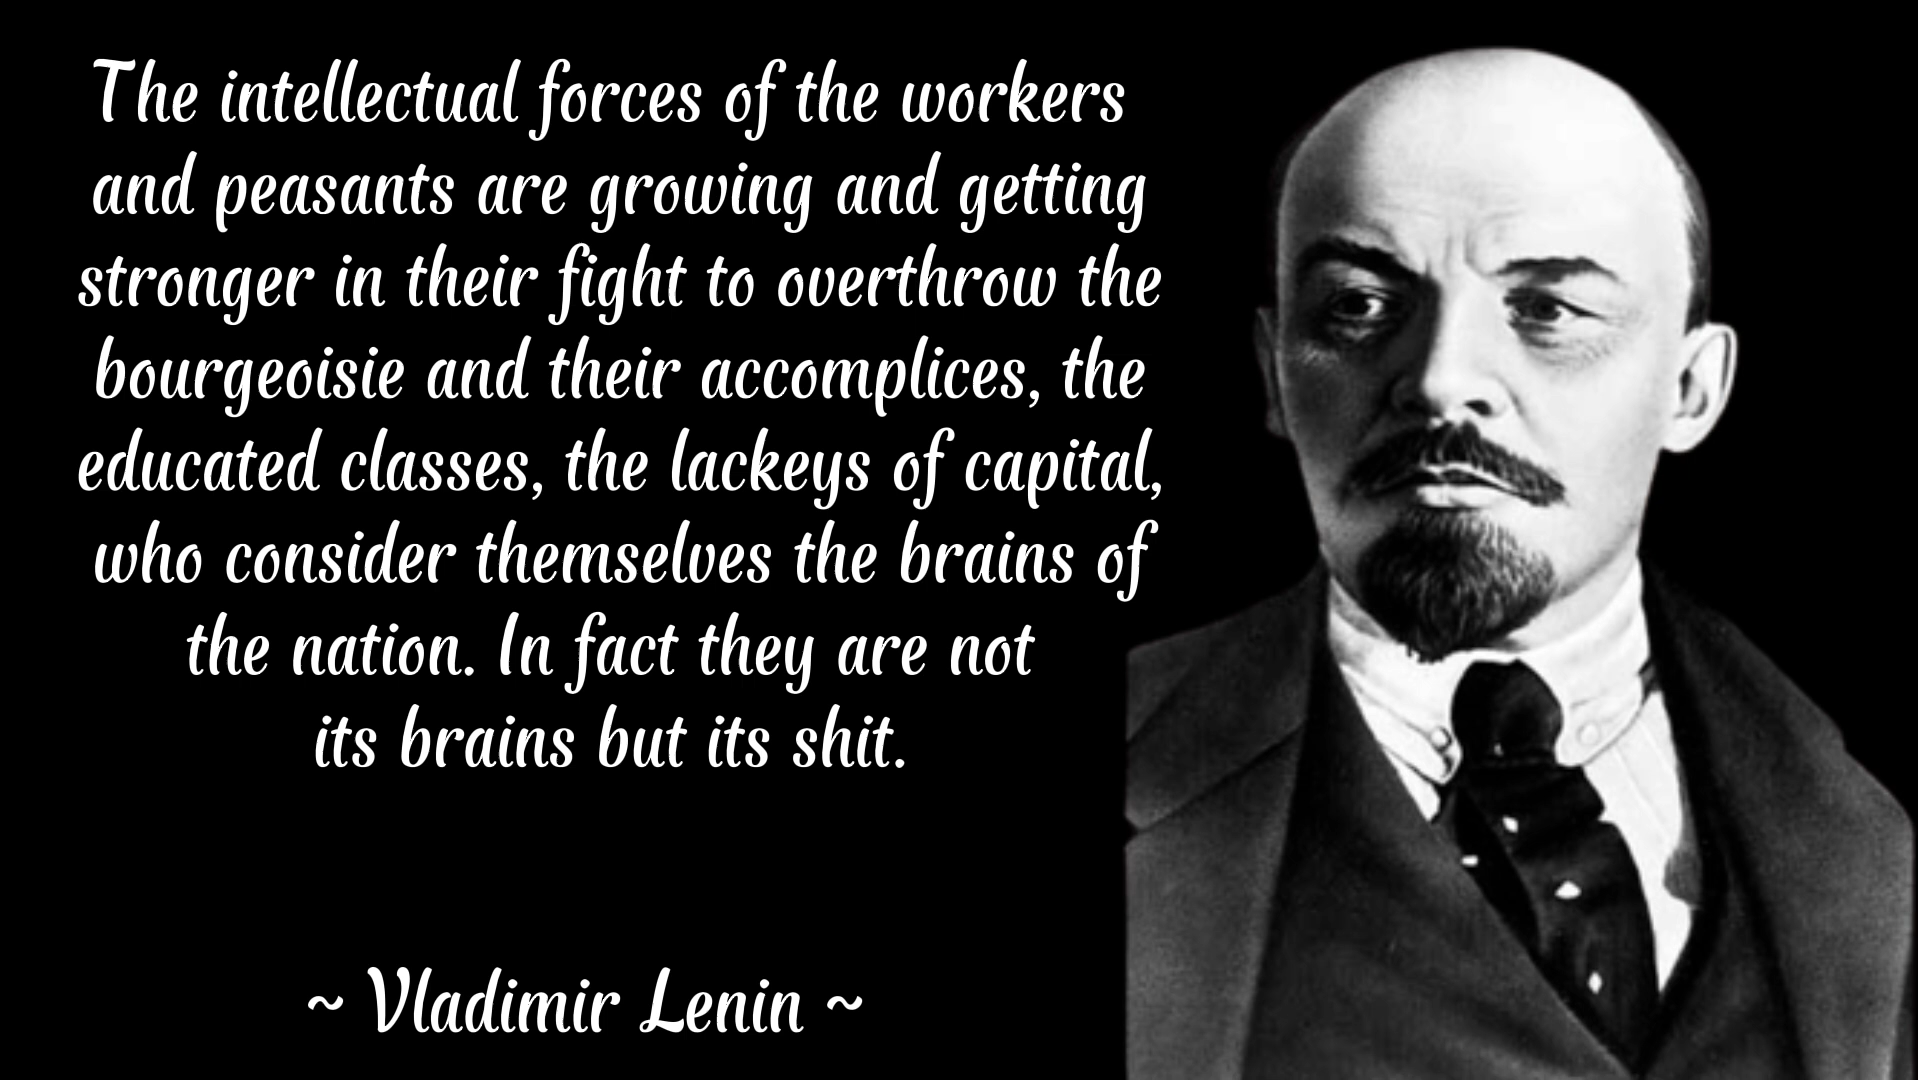 The intellectual forces of the workers
and peasants are growing and getting
stronger in their fight to overthrow the
bourgeoisie and their accomplices, the
educated classes, the lackeys of capital,
who consider themselves the brains of
the nation. In fact they are not
its brains but its shit.
~ Vladimir Lenin ~